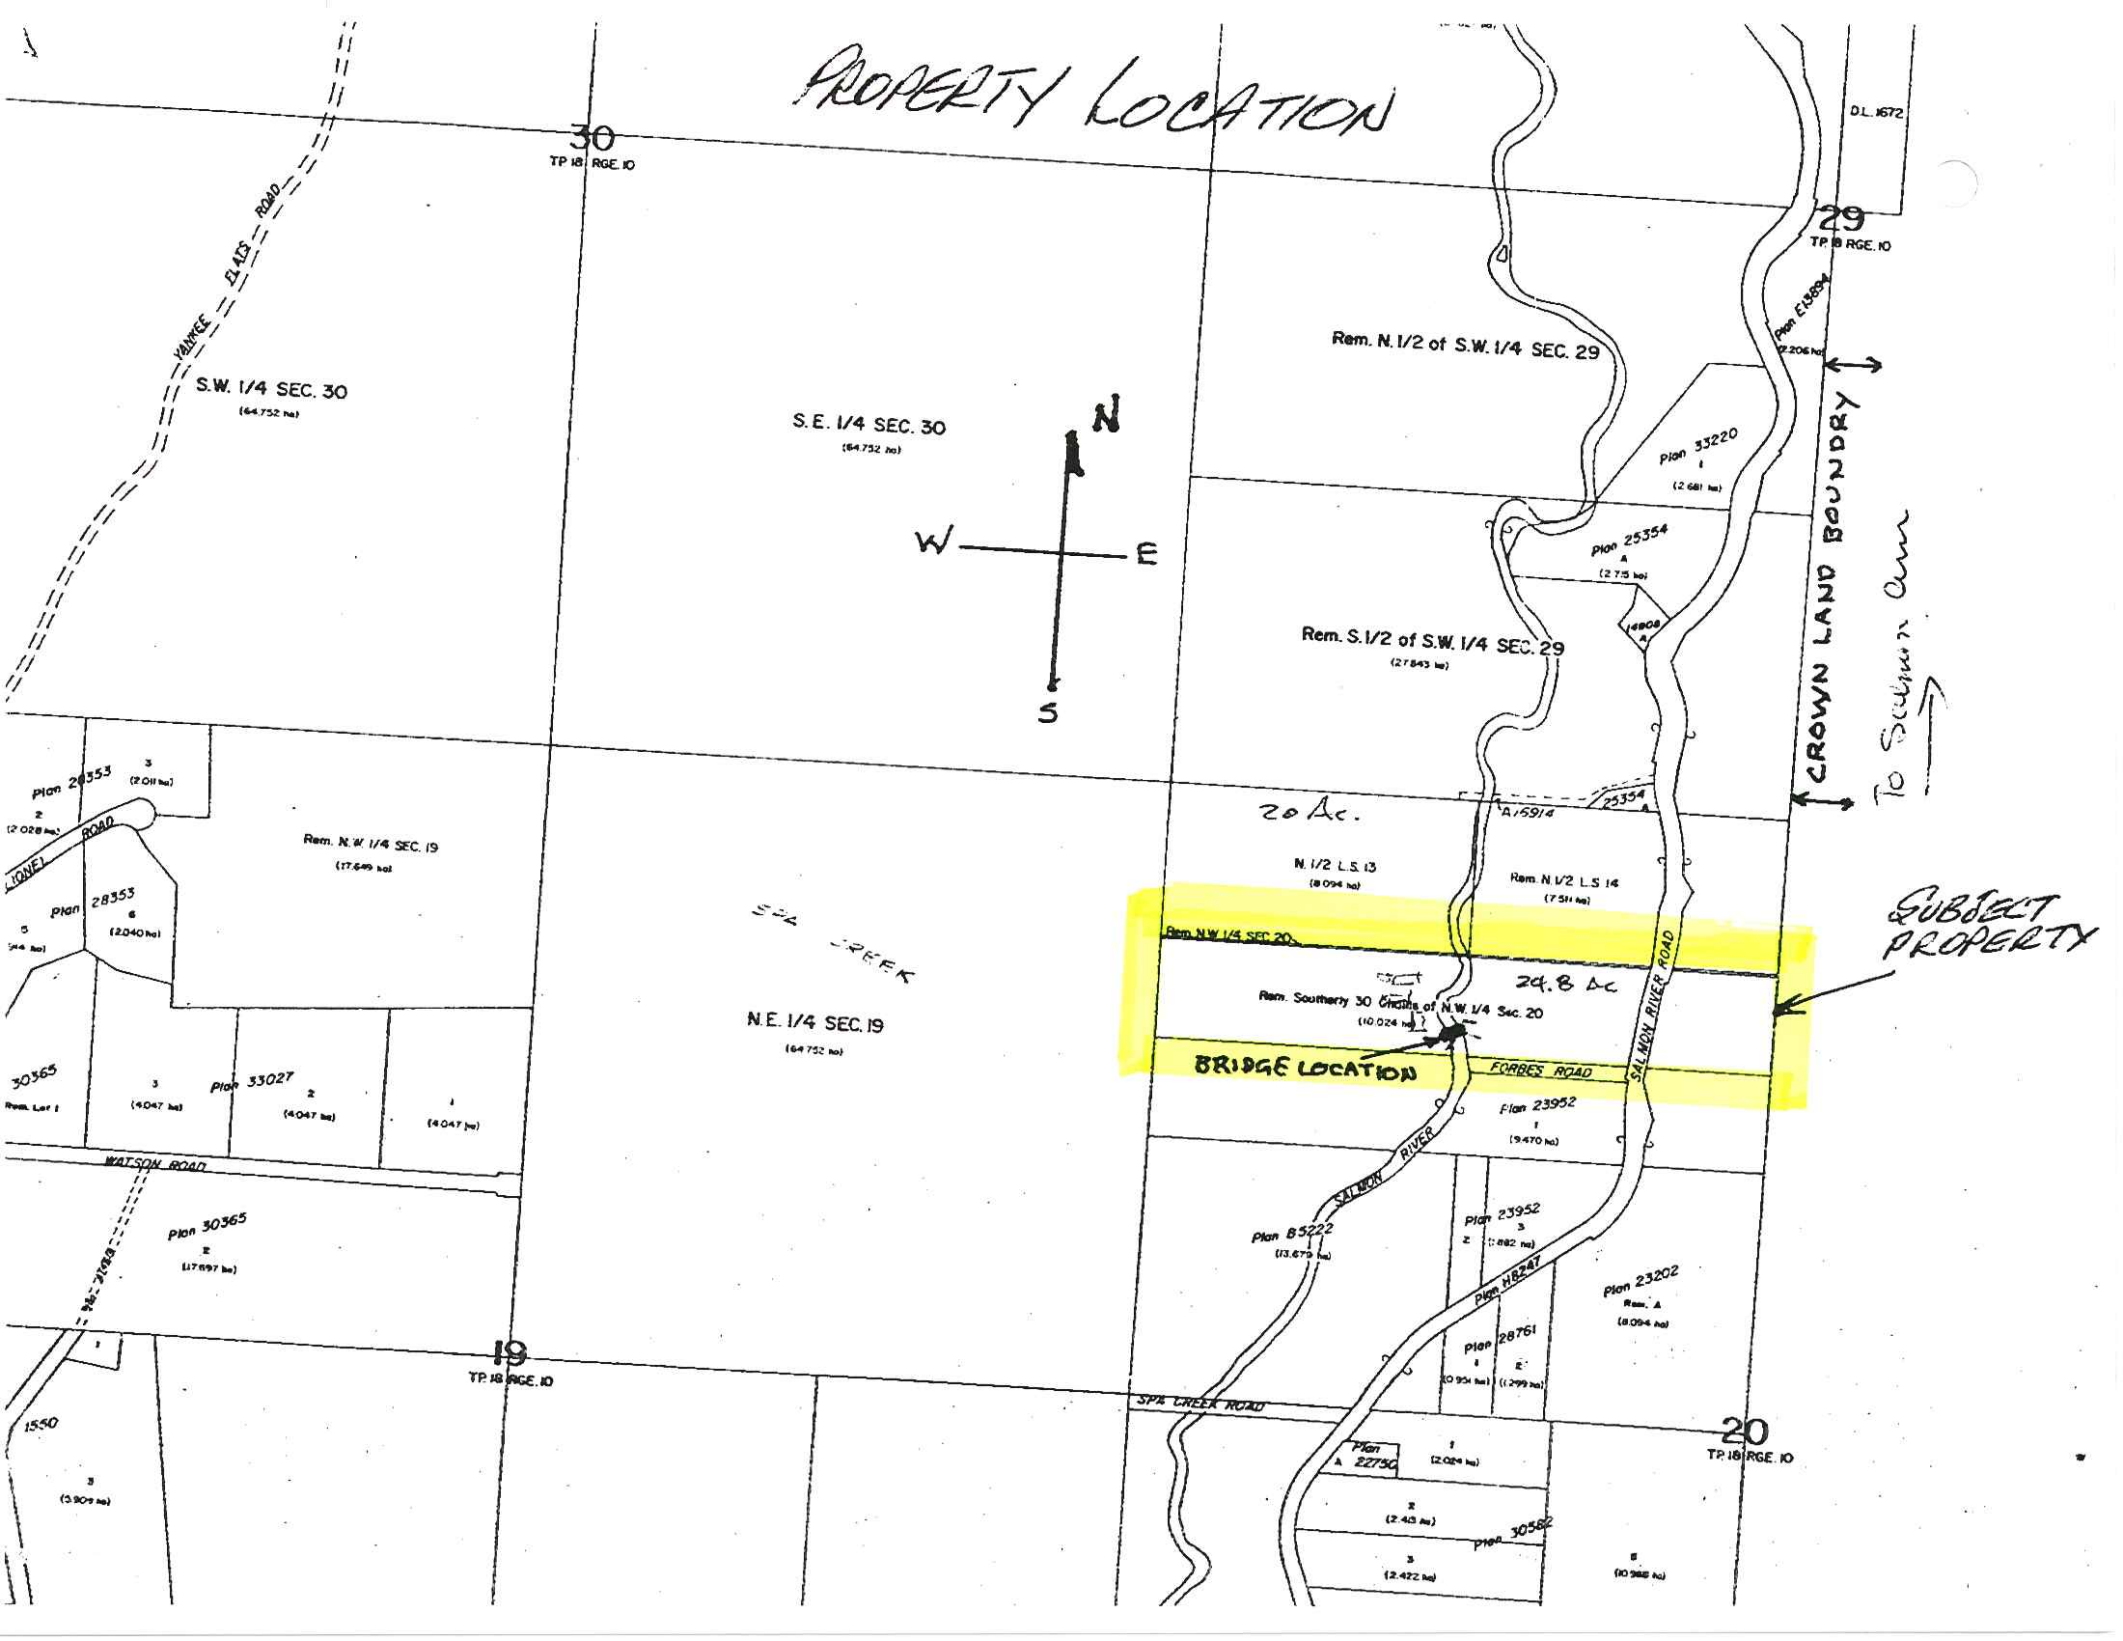 PROPERTY LOCATION
D.L. 1672
30
TP. 18 RGE. 10
29
TP. 18 RGE. 10
YANKEE FLATS ROAD
Plan E13894
(2.206 ha)
Rem. N. 1/2 of S.W. 1/4 SEC. 29
S.W. 1/4 SEC. 30
(64.752 ha)
S.E. 1/4 SEC. 30
(64.752 ha)
N
W
E
S
Plan 33220
1
(2.681 ha)
Plan 25354
A
(2.715 ha)
14808
A
CROWN LAND BOUNDRY
To Salmon Arm
Rem. S. 1/2 of S.W. 1/4 SEC. 29
(27.843 ha)
Plan 28353
3
(2.011 ha)
2
(2.028 ha)
LIONEL ROAD
Rem. N.W. 1/4 SEC. 19
(17.649 ha)
20 Ac.
A15914
25354
A
N. 1/2 L.S. 13
(8.094 ha)
Rem. N. 1/2 L.S. 14
(7.511 ha)
Plan 28353
6
(2.040 ha)
5
SUBJECT
PROPERTY
SPA CREEK
Rem. N.W. 1/4 SEC. 20
24.8 Ac
Rem. Southerly 30 Chains of N.W. 1/4 Sec. 20
(10.024 ha)
SALMON RIVER ROAD
N.E. 1/4 SEC. 19
(64.752 ha)
BRIDGE LOCATION
FORBES ROAD
30365
Rem. Lot 1
Plan 33027
3
(4.047 ha)
2
(4.047 ha)
1
(4.047 ha)
Plan 23952
1
(9.470 ha)
WATSON ROAD
SALMON RIVER
Plan 30365
2
(17.697 ha)
Plan B5222
(13.679 ha)
Plan 23952
3
2
Plan H8247
Plan 23202
Rem. A
(8.094 ha)
Plan 28761
1
(0.951 ha)
2
(1.299 ha)
1
19
TP. 18 RGE. 10
SPA CREEK ROAD
20
TP. 18 RGE. 10
1550
3
(5.909 ha)
Plan
A 22750
1
(2.024 ha)
2
(2.413 ha)
Plan 30582
3
(2.422 ha)